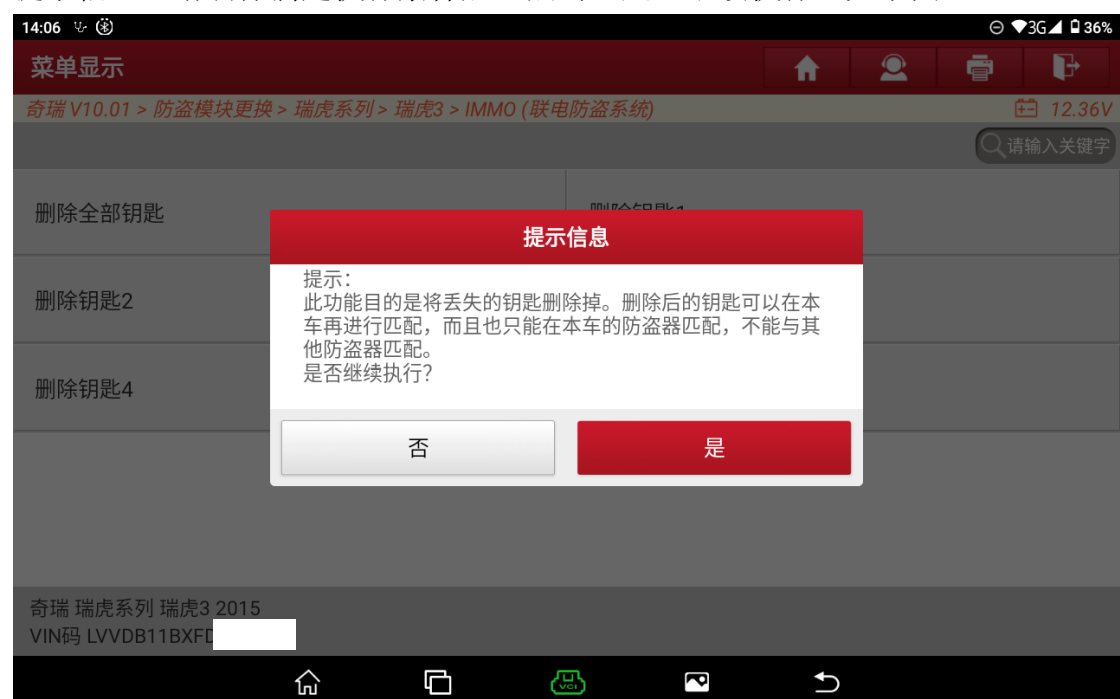 14:06 3G 36%
菜单显示
奇瑞 V10.01 > 防盗模块更换 > 瑞虎系列 > 瑞虎3 > IMMO (联电防盗系统) 12.36V
请输入关键字
删除全部钥匙
提示信息
提示：
此功能目的是将丢失的钥匙删除掉。删除后的钥匙可以在本
车再进行匹配，而且也只能在本车的防盗器匹配，不能与其
他防盗器匹配。
是否继续执行？
删除钥匙2
删除钥匙4
否 是
奇瑞 瑞虎系列 瑞虎3 2015
VIN码 LVVDB11BXF
VCI